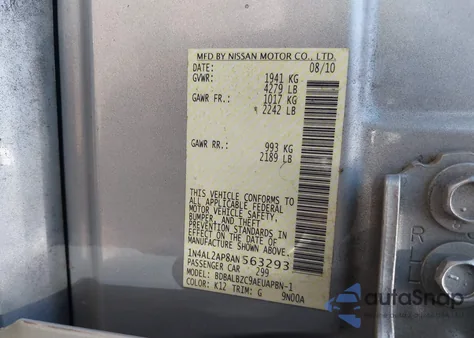 MFD BY NISSAN MOTOR CO., LTD.
DATE: 08/10
GVWR: 1941 KG
4279 LB
GAWR FR.: 1017 KG
2242 LB
GAWR RR.: 993 KG
2189 LB
THIS VEHICLE CONFORMS TO
ALL APPLICABLE FEDERAL
MOTOR VEHICLE SAFETY,
BUMPER, AND THEFT
PREVENTION STANDARDS IN
EFFECT ON THE DATE OF
MANUFACTURE SHOWN ABOVE.
1N4AL2AP8AN563293
PASSENGER CAR 299
MODEL: BDBALBZC9AEUAPBN-1
COLOR: K12 TRIM: G 9N00A
autoSnap